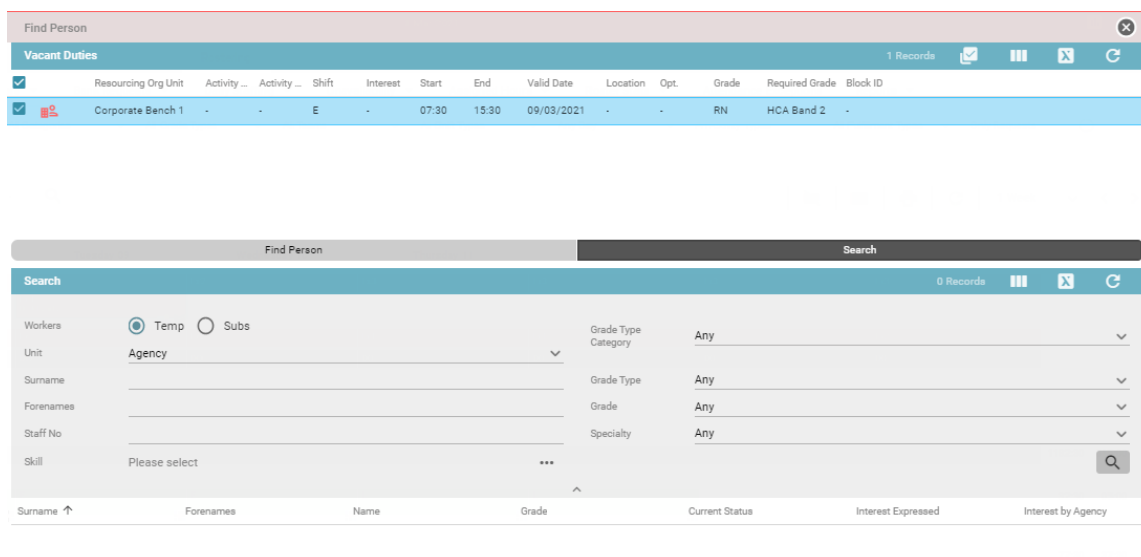 Find Person
Vacant Duties 1 Records
Resourcing Org Unit Activity ... Activity ... Shift Interest Start End Valid Date Location Opt. Grade Required Grade Block ID
Corporate Bench 1 - - E - 07:30 15:30 09/03/2021 - - RN HCA Band 2 -
Find Person Search
Search 0 Records
Workers Temp Subs
Grade Type Category Any
Unit Agency
Surname Grade Type Any
Forenames Grade Any
Staff No Specialty Any
Skill Please select ...
Surname Forenames Name Grade Current Status Interest Expressed Interest by Agency